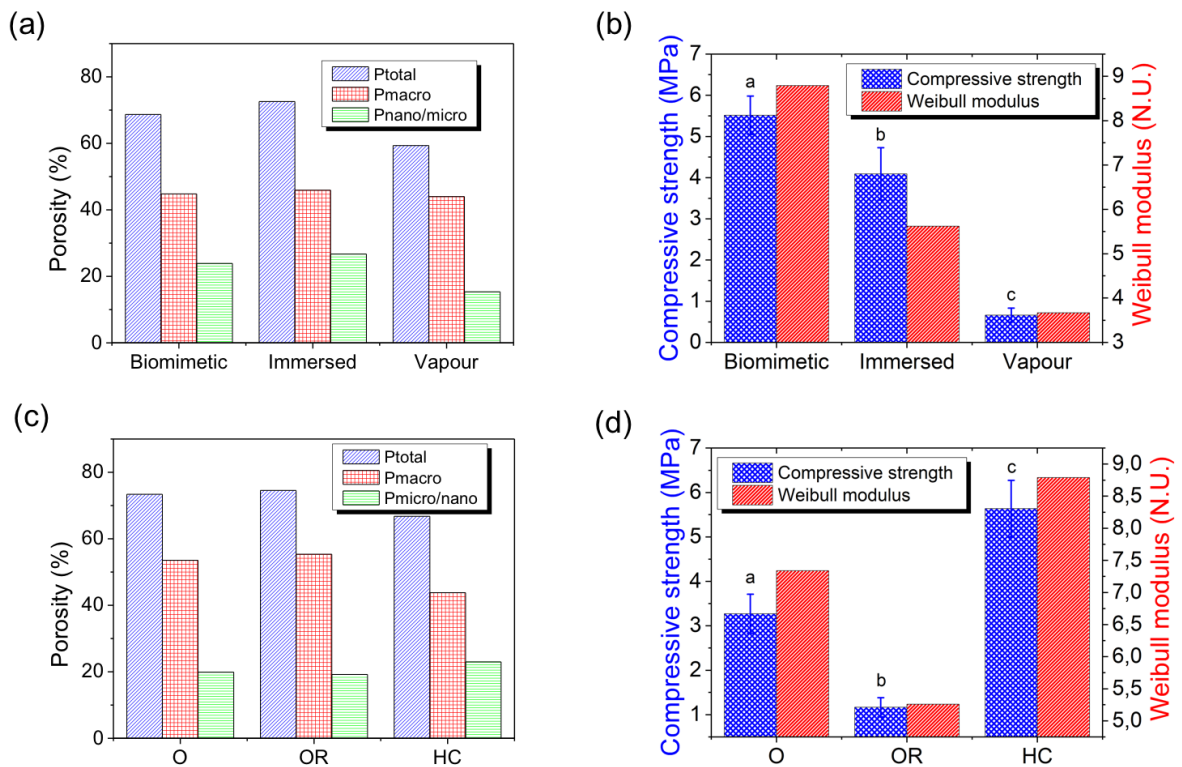 (a)
80
60
40
20
0
Porosity (%)
Ptotal
Pmacro
Pnano/micro
Biomimetic Immersed Vapour
(b)
7
6
5
4
3
2
1
0
Compressive strength (MPa)
Compressive strength
Weibull modulus
a
b
c
9
8
7
6
5
4
3
Weibull modulus (N.U.)
Biomimetic Immersed Vapour
(c)
80
60
40
20
0
Porosity (%)
Ptotal
Pmacro
Pmicro/nano
O OR HC
(d)
7
6
5
4
3
2
1
Compressive strength (MPa)
Compressive strength
Weibull modulus
a
b
c
9,0
8,5
8,0
7,5
7,0
6,5
6,0
5,5
5,0
Weibull modulus (N.U.)
O OR HC